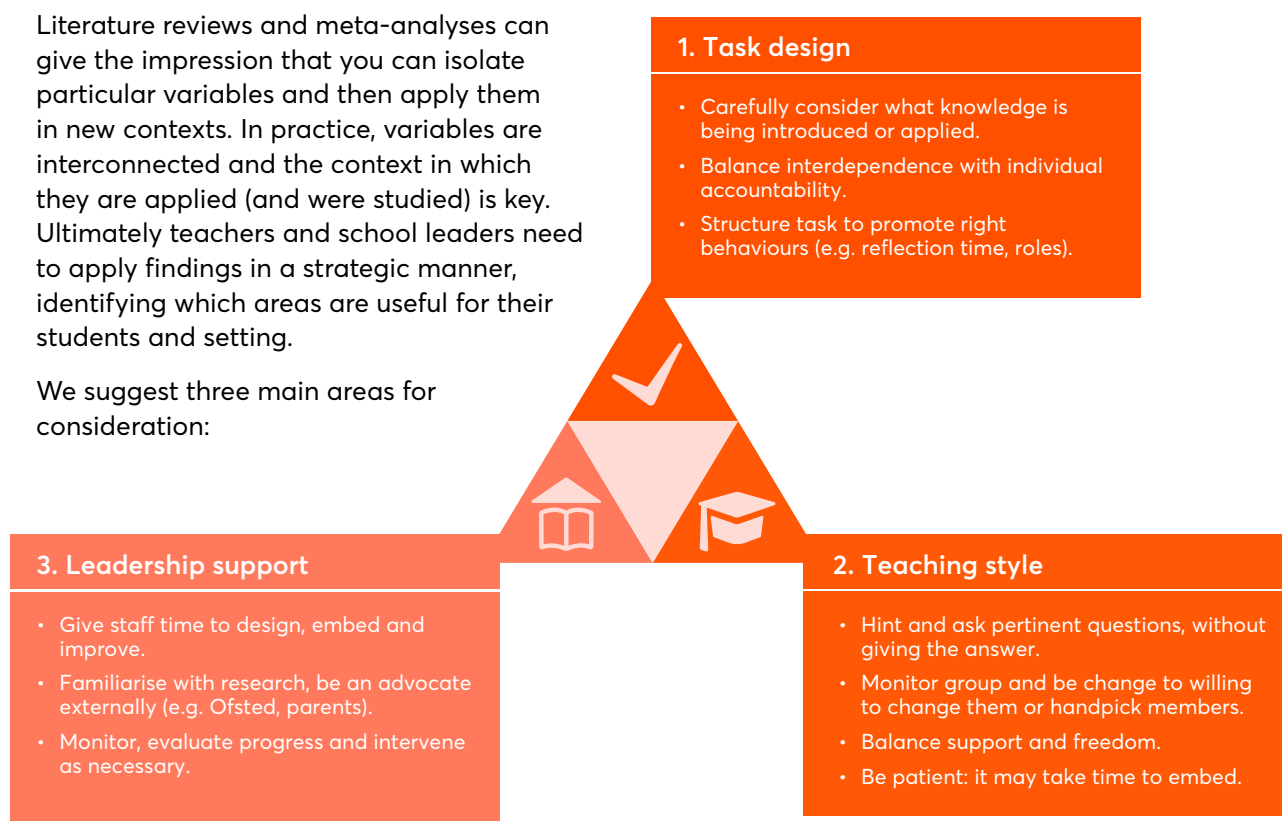 Literature reviews and meta-analyses can
give the impression that you can isolate
particular variables and then apply them
in new contexts. In practice, variables are
interconnected and the context in which
they are applied (and were studied) is key.
Ultimately teachers and school leaders need
to apply findings in a strategic manner,
identifying which areas are useful for their
students and setting.
We suggest three main areas for
consideration:
1. Task design
• Carefully consider what knowledge is
being introduced or applied.
• Balance interdependence with individual
accountability.
• Structure task to promote right
behaviours (e.g. reflection time, roles).
2. Teaching style
• Hint and ask pertinent questions, without
giving the answer.
• Monitor group and be change to willing
to change them or handpick members.
• Balance support and freedom.
• Be patient: it may take time to embed.
3. Leadership support
• Give staff time to design, embed and
improve.
• Familiarise with research, be an advocate
externally (e.g. Ofsted, parents).
• Monitor, evaluate progress and intervene
as necessary.